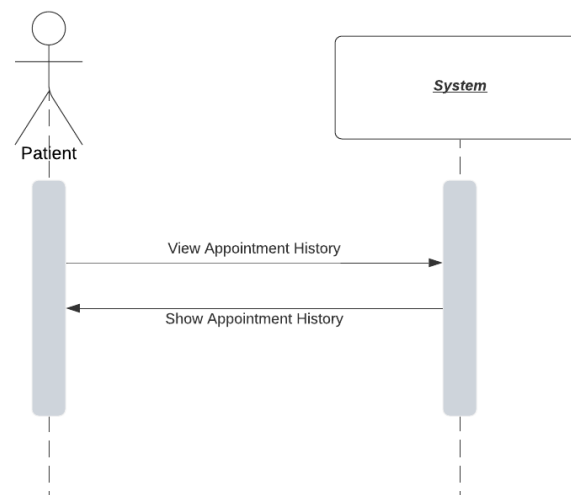 System
Patient
View Appointment History
Show Appointment History